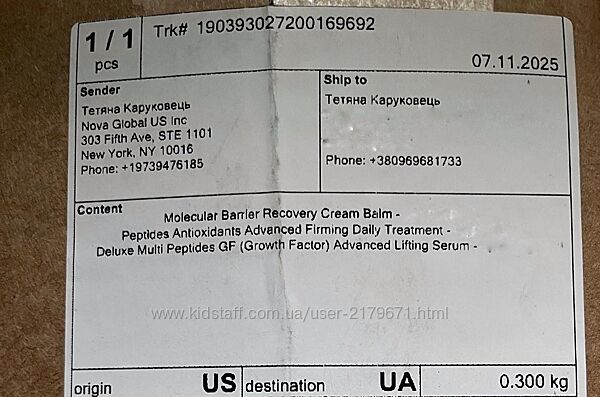 1 / 1
pcs
Trk# 190393027200169692
07.11.2025
Sender
Тетяна Каруковець
Nova Global US Inc
303 Fifth Ave, STE 1101
New York, NY 10016
Phone: +19739476185
Ship to
Тетяна Каруковець
Phone: +380969681733
Content
Molecular Barrier Recovery Cream Balm -
Peptides Antioxidants Advanced Firming Daily Treatment -
Deluxe Multi Peptides GF (Growth Factor) Advanced Lifting Serum -
www.kidstaff.com.ua/user-2179671.html
origin US
destination UA
0.300 kg